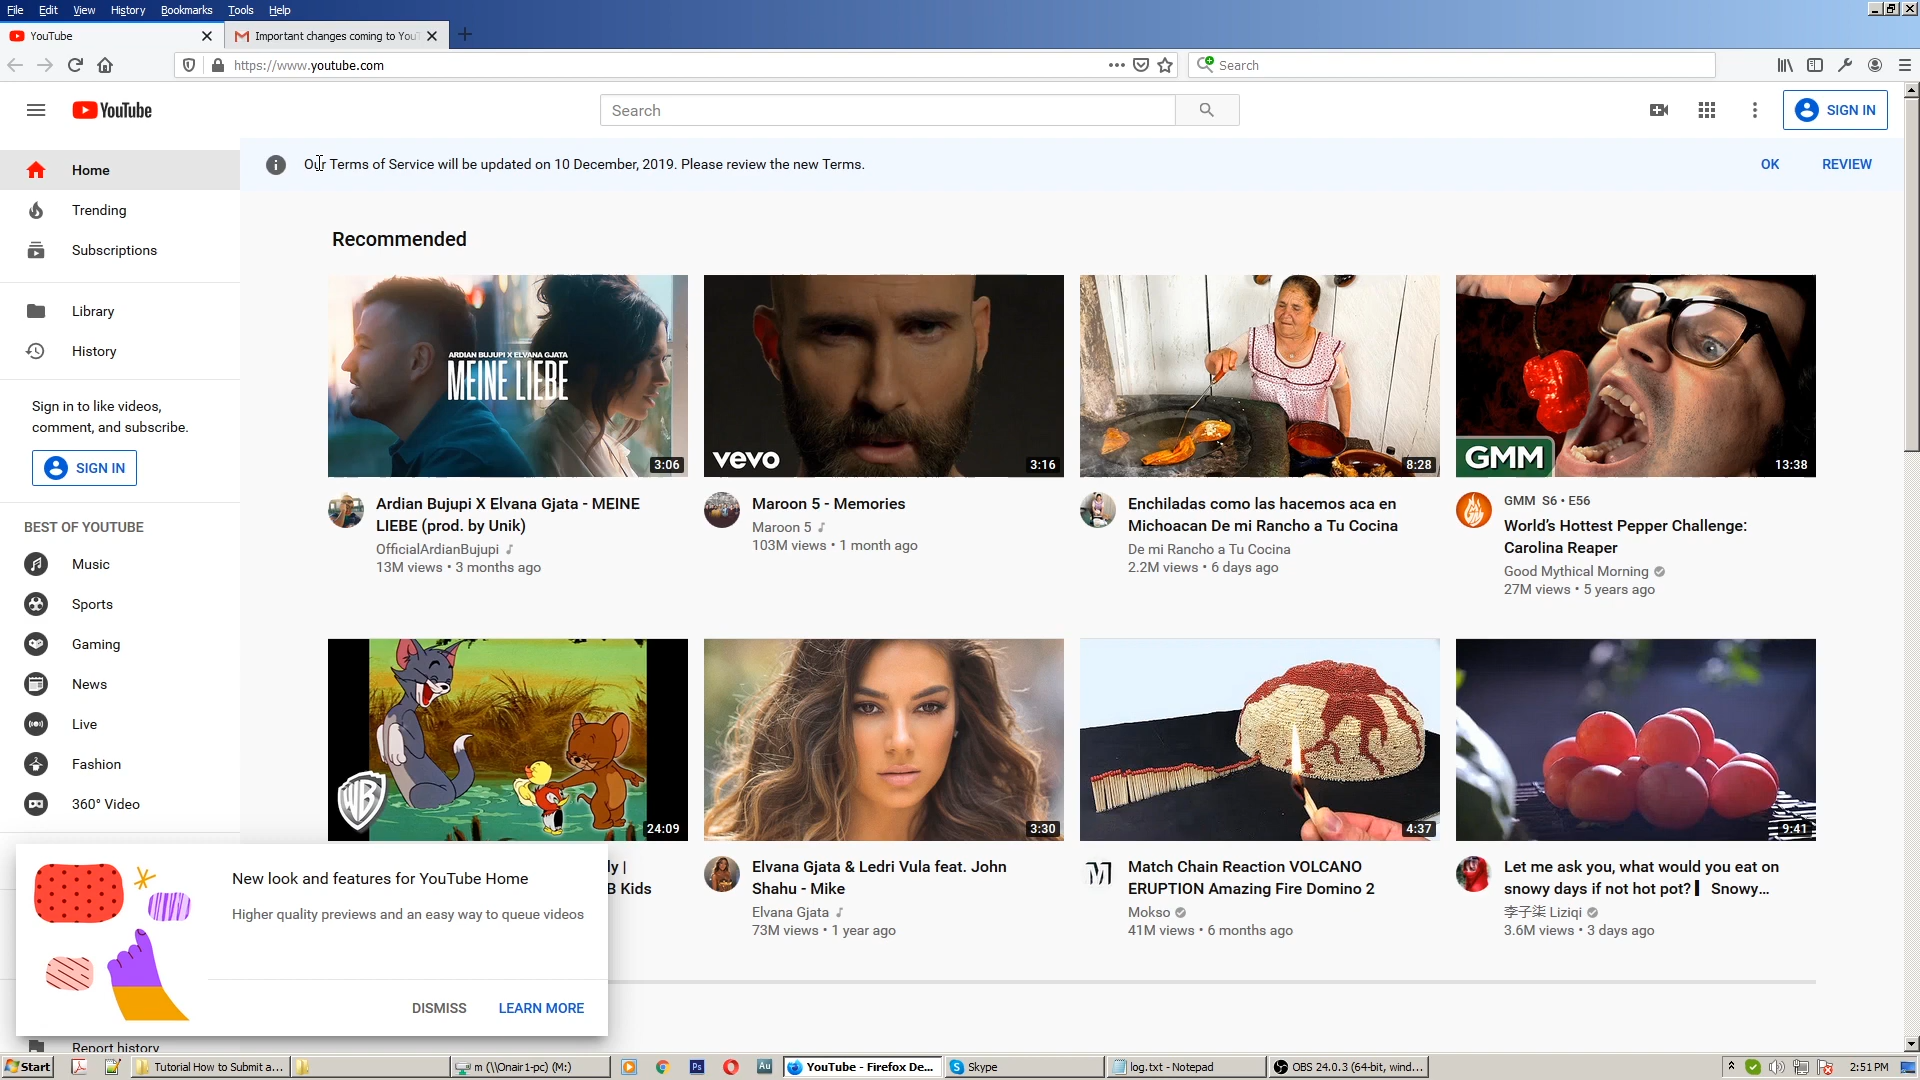 File Edit View History Bookmarks Tools Help
YouTube
Important changes coming to You
https://www.youtube.com
Search
YouTube
Search
SIGN IN
Home
Trending
Subscriptions
Library
History
Sign in to like videos,
comment, and subscribe.
SIGN IN
BEST OF YOUTUBE
Music
Sports
Gaming
News
Live
Fashion
360° Video
Report history
Our Terms of Service will be updated on 10 December, 2019. Please review the new Terms.
OK
REVIEW
Recommended
ARDIAN BUJUPI X ELVANA GJATA
MEINE LIEBE
3:06
Ardian Bujupi X Elvana Gjata - MEINE
LIEBE (prod. by Unik)
OfficialArdianBujupi
13M views • 3 months ago
vevo
3:16
Maroon 5 - Memories
Maroon 5
103M views • 1 month ago
8:28
Enchiladas como las hacemos aca en
Michoacan De mi Rancho a Tu Cocina
De mi Rancho a Tu Cocina
2.2M views • 6 days ago
GMM
13:38
GMM S6 • E56
World's Hottest Pepper Challenge:
Carolina Reaper
Good Mythical Morning
27M views • 5 years ago
WB
24:09
ly |
B Kids
3:30
Elvana Gjata & Ledri Vula feat. John
Shahu - Mike
Elvana Gjata
73M views • 1 year ago
4:37
Match Chain Reaction VOLCANO
ERUPTION Amazing Fire Domino 2
Mokso
41M views • 6 months ago
9:41
Let me ask you, what would you eat on
snowy days if not hot pot?▎ Snowy...
李子柒 Liziqi
3.6M views • 3 days ago
New look and features for YouTube Home
Higher quality previews and an easy way to queue videos
DISMISS
LEARN MORE
Start
Tutorial How to Submit a...
m (\\Onair1-pc) (M:)
Ps
Au
YouTube - Firefox De...
Skype
log.txt - Notepad
OBS 24.0.3 (64-bit, wind...
2:51 PM